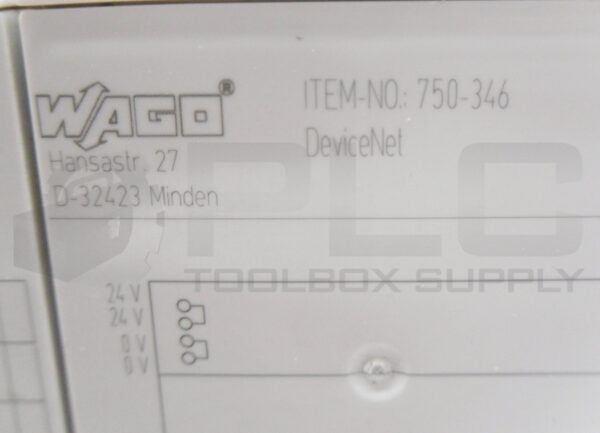 WAGO®
ITEM-NO.: 750-346
DeviceNet
Hansastr. 27
D-32423 Minden
PLC
TOOLBOX SUPPLY
24 V
24 V
0 V
0 V